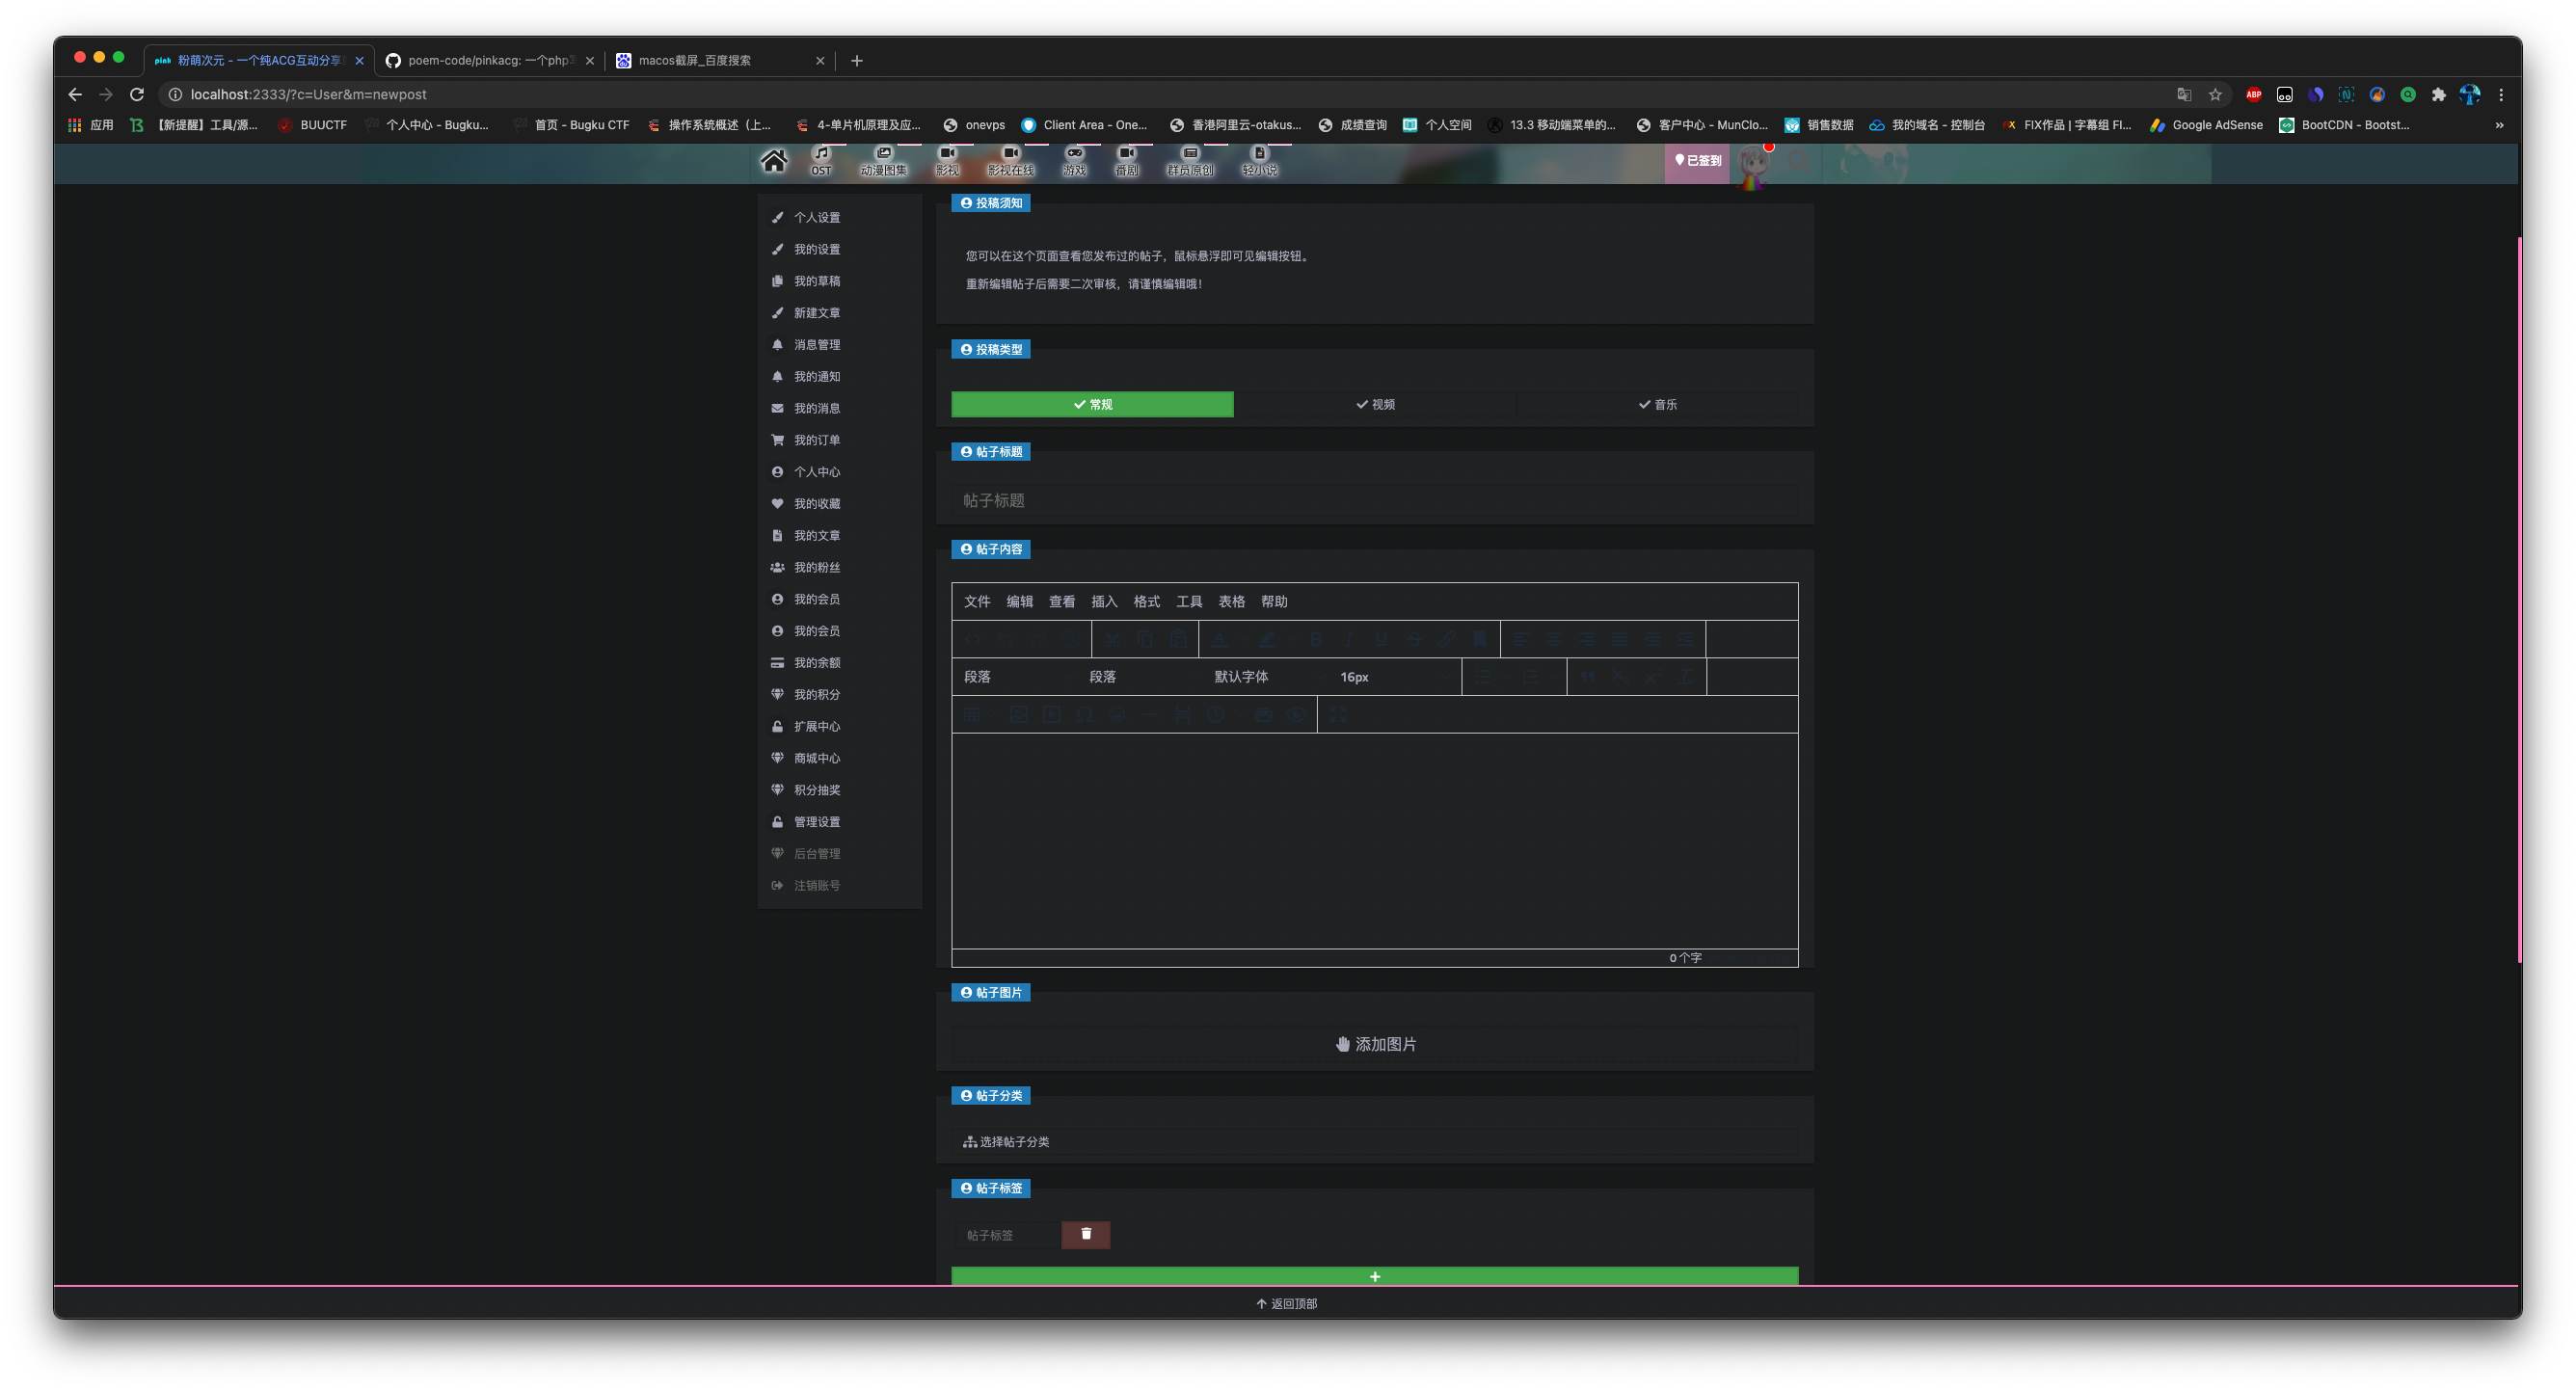 pink 粉萌次元 - 一个纯ACG互动分享
poem-code/pinkacg: 一个php
macos截屏_百度搜索
localhost:2333/?c=User&m=newpost
ABP
应用
【新提醒】工具/源...
BUUCTF
个人中心 - Bugku...
首页 - Bugku CTF
操作系统概述（上...
4-单片机原理及应...
onevps
Client Area - One...
香港阿里云-otakus...
成绩查询
个人空间
13.3 移动端菜单的...
客户中心 - MunClo...
销售数据
我的域名 - 控制台
FIX作品 | 字幕组 FI...
Google AdSense
BootCDN - Bootst...
»
OST
动漫图集
影视
影视在线
游戏
番剧
群员原创
轻小说
已签到
个人设置
我的设置
我的草稿
新建文章
消息管理
我的通知
我的消息
我的订单
个人中心
我的收藏
我的文章
我的粉丝
我的会员
我的会员
我的余额
我的积分
扩展中心
商城中心
积分抽奖
管理设置
后台管理
注销账号
投稿须知
您可以在这个页面查看您发布过的帖子，鼠标悬浮即可见编辑按钮。
重新编辑帖子后需要二次审核，请谨慎编辑哦！
投稿类型
常规
视频
音乐
帖子标题
帖子标题
帖子内容
文件 编辑 查看 插入 格式 工具 表格 帮助
段落 段落 默认字体 16px
0 个字
帖子图片
添加图片
帖子分类
选择帖子分类
帖子标签
帖子标签
返回顶部